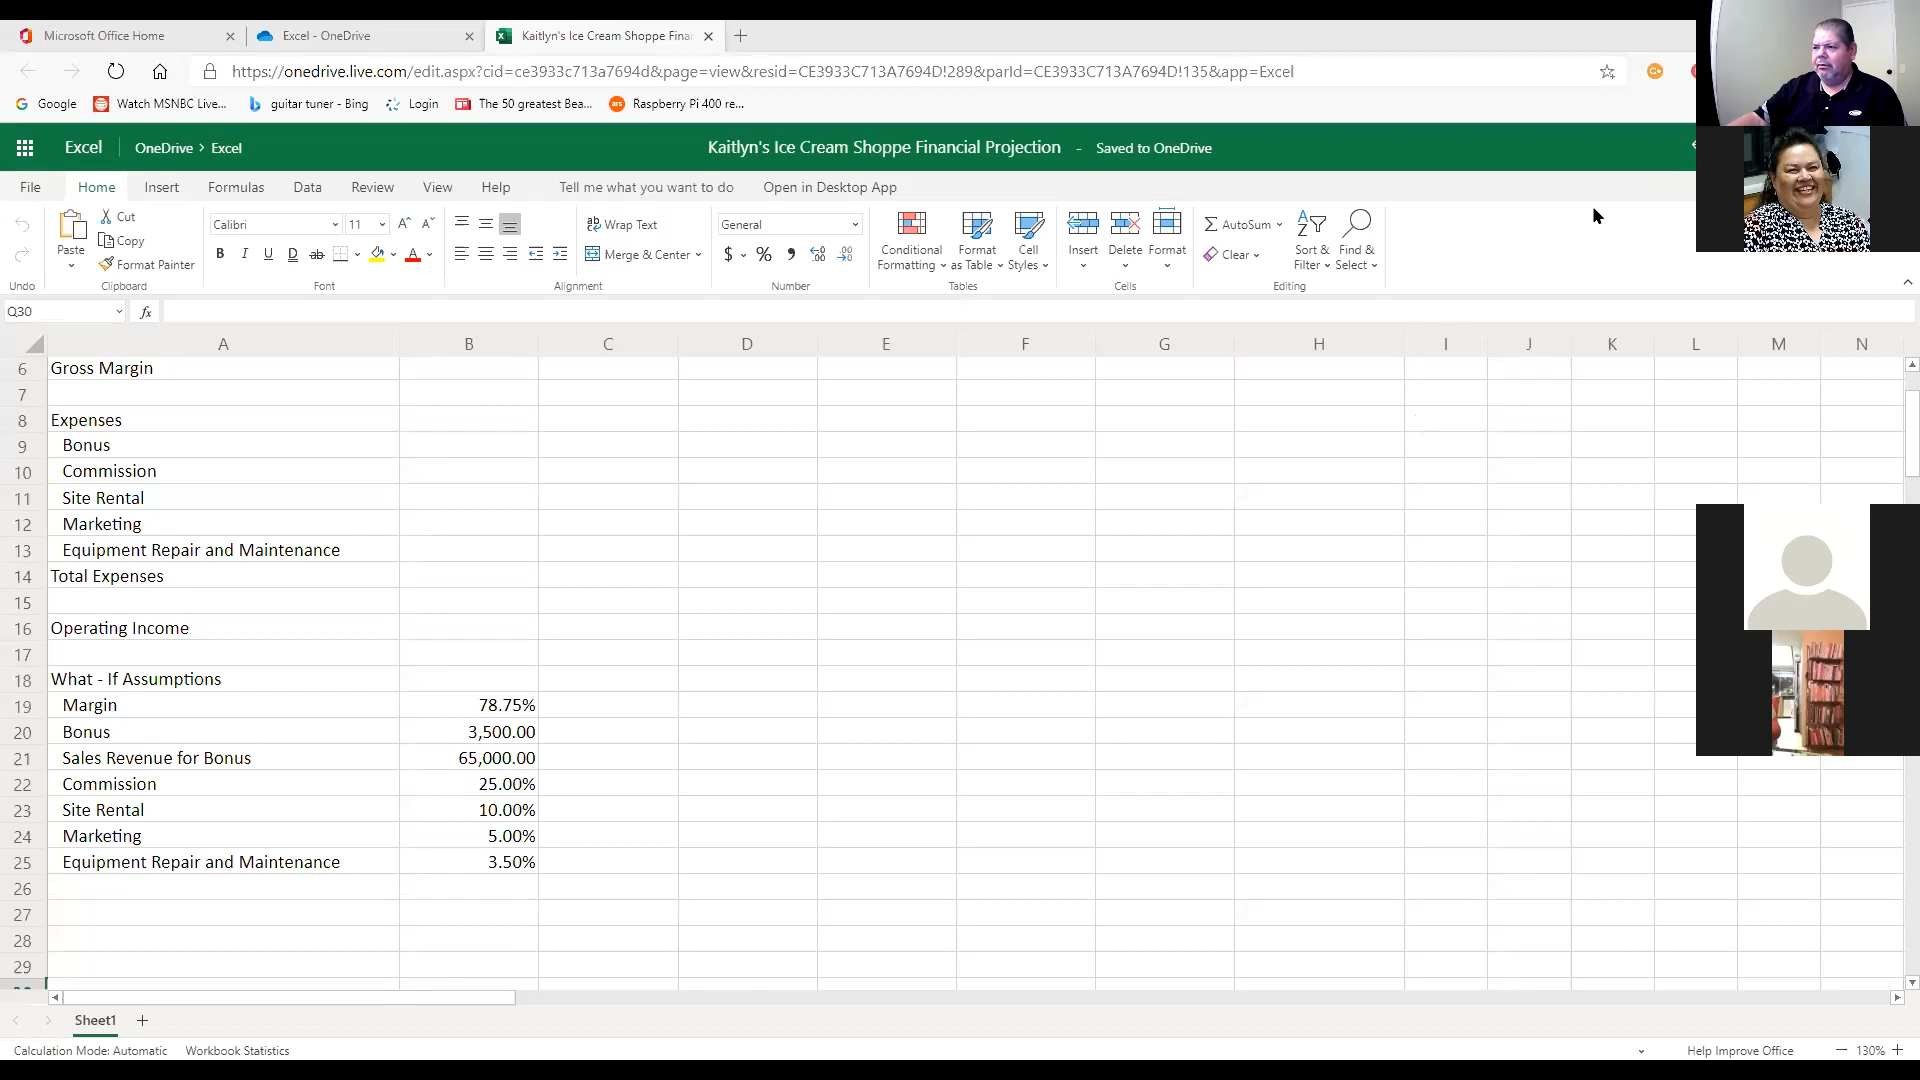 Microsoft Office Home
Excel - OneDrive
Kaitlyn's Ice Cream Shoppe Finan
https://onedrive.live.com/edit.aspx?cid=ce3933c713a7694d&page=view&resid=CE3933C713A7694D!289&parId=CE3933C713A7694D!135&app=Excel
Google
Watch MSNBC Live...
guitar tuner - Bing
Login
The 50 greatest Bea...
Raspberry Pi 400 re...
Excel
OneDrive > Excel
Kaitlyn's Ice Cream Shoppe Financial Projection - Saved to OneDrive
File Home Insert Formulas Data Review View Help Tell me what you want to do Open in Desktop App
Paste
Cut
Copy
Format Painter
Calibri 11
B I U D ab A
Wrap Text
Merge & Center
General
$ % ,
Conditional Formatting
Format as Table
Cell Styles
Insert
Delete
Format
AutoSum
Clear
Sort & Filter
Find & Select
Undo Clipboard Font Alignment Number Tables Cells Editing
Q30 fx
A B C D E F G H I J K L M N
6 Gross Margin
7
8 Expenses
9 Bonus
10 Commission
11 Site Rental
12 Marketing
13 Equipment Repair and Maintenance
14 Total Expenses
15
16 Operating Income
17
18 What - If Assumptions
19 Margin 78.75%
20 Bonus 3,500.00
21 Sales Revenue for Bonus 65,000.00
22 Commission 25.00%
23 Site Rental 10.00%
24 Marketing 5.00%
25 Equipment Repair and Maintenance 3.50%
26
27
28
29
Sheet1
Calculation Mode: Automatic Workbook Statistics
Help Improve Office
130%